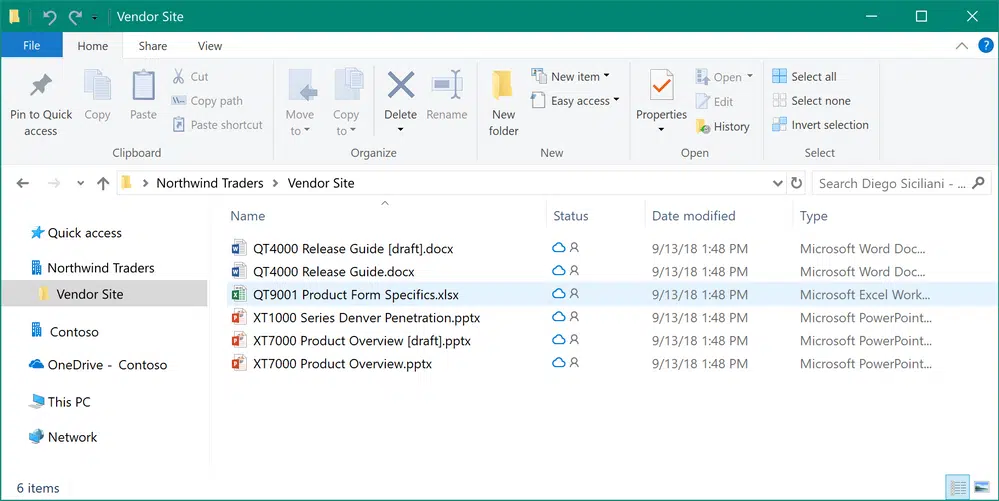 Vendor Site
File Home Share View
Pin to Quick access
Copy
Paste
Cut
Copy path
Paste shortcut
Clipboard
Move to
Copy to
Delete
Rename
Organize
New folder
New item
Easy access
New
Properties
Open
Edit
History
Open
Select all
Select none
Invert selection
Select
Northwind Traders > Vendor Site
Search Diego Siciliani - ...
Quick access
Northwind Traders
Vendor Site
Contoso
OneDrive - Contoso
This PC
Network
Name Status Date modified Type
QT4000 Release Guide [draft].docx 9/13/18 1:48 PM Microsoft Word Doc...
QT4000 Release Guide.docx 9/13/18 1:48 PM Microsoft Word Doc...
QT9001 Product Form Specifics.xlsx 9/13/18 1:48 PM Microsoft Excel Work...
XT1000 Series Denver Penetration.pptx 9/13/18 1:48 PM Microsoft PowerPoint...
XT7000 Product Overview [draft].pptx 9/13/18 1:48 PM Microsoft PowerPoint...
XT7000 Product Overview.pptx 9/13/18 1:48 PM Microsoft PowerPoint...
6 items